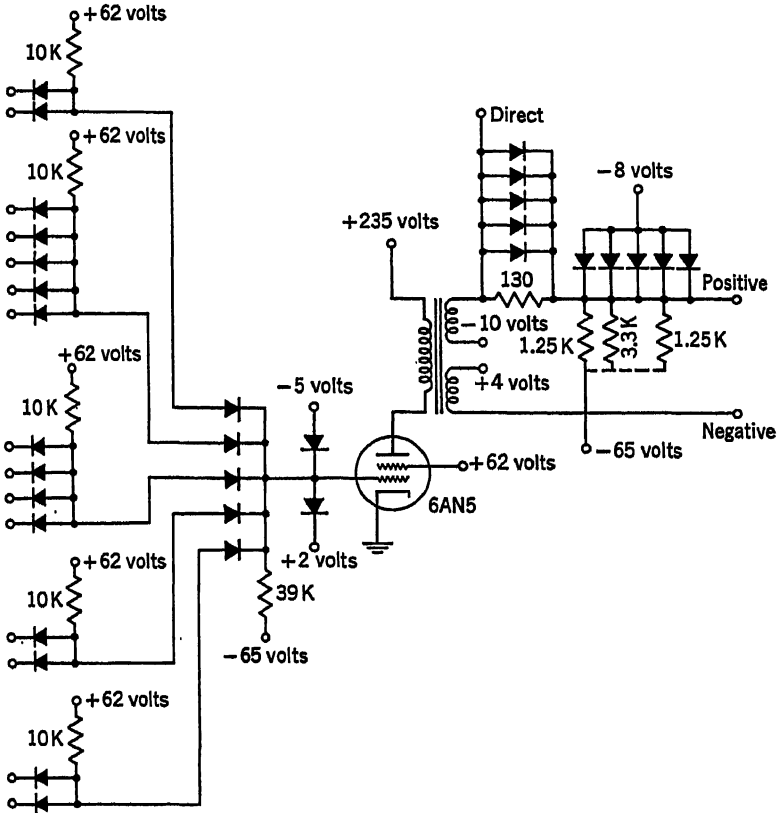 +62 volts
10K
+62 volts
10K
+62 volts
10K
+62 volts
10K
+62 volts
10K
−5 volts
+2 volts
39K
−65 volts
+235 volts
6AN5
+62 volts
Direct
130
−10 volts
+4 volts
−8 volts
1.25K
3.3K
1.25K
−65 volts
Positive
Negative